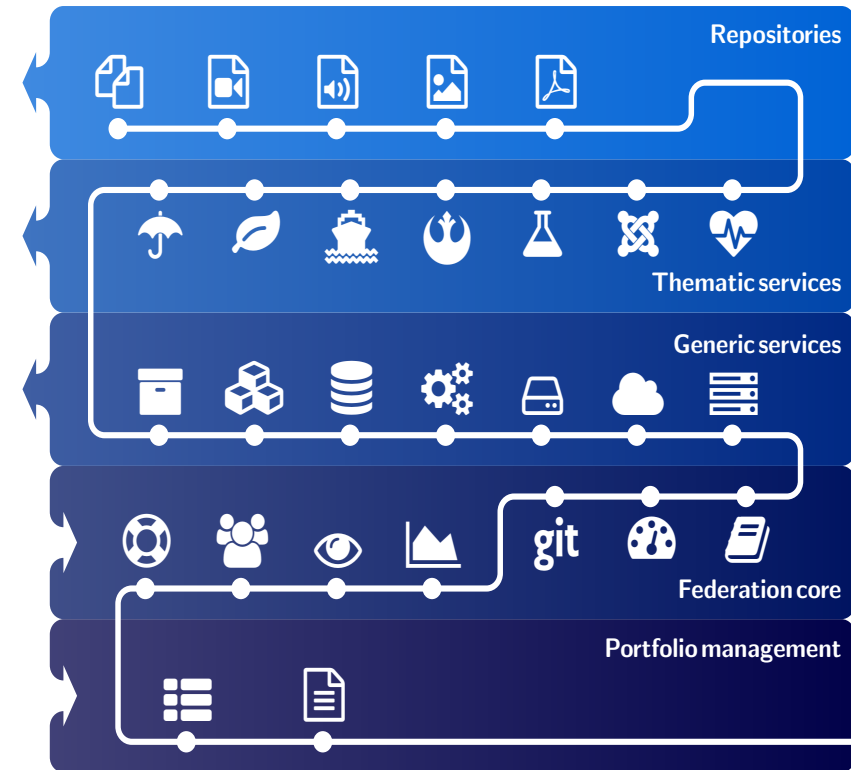 Repositories
Thematic services
Generic services
git
Federation core
Portfolio management